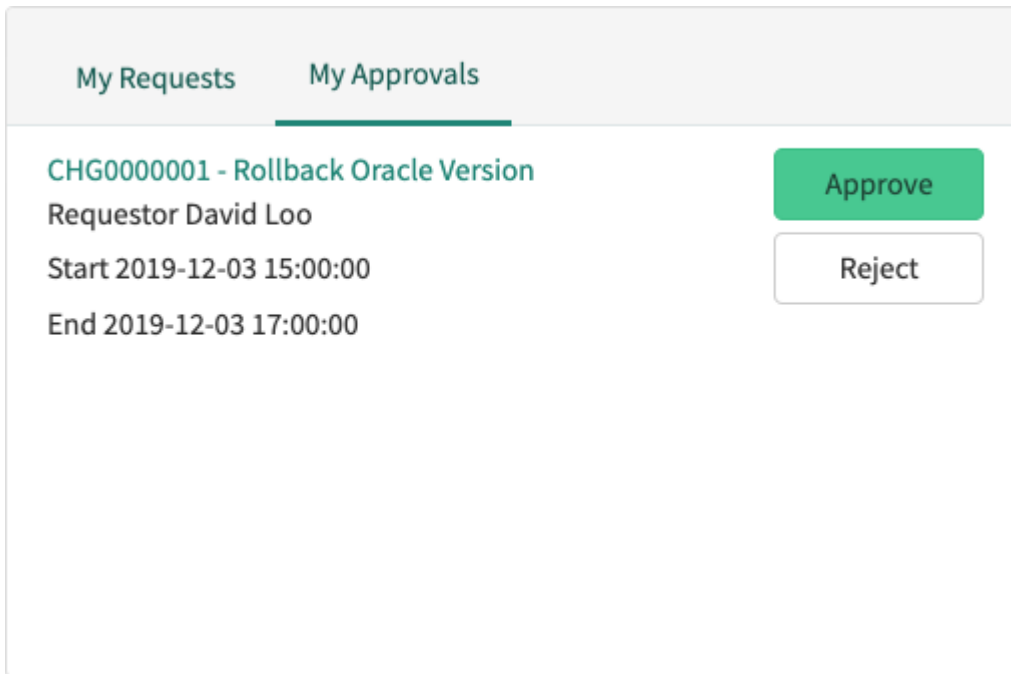 My Requests My Approvals
CHG0000001 - Rollback Oracle Version
Approve
Requestor David Loo
Start 2019-12-03 15:00:00
Reject
End 2019-12-03 17:00:00